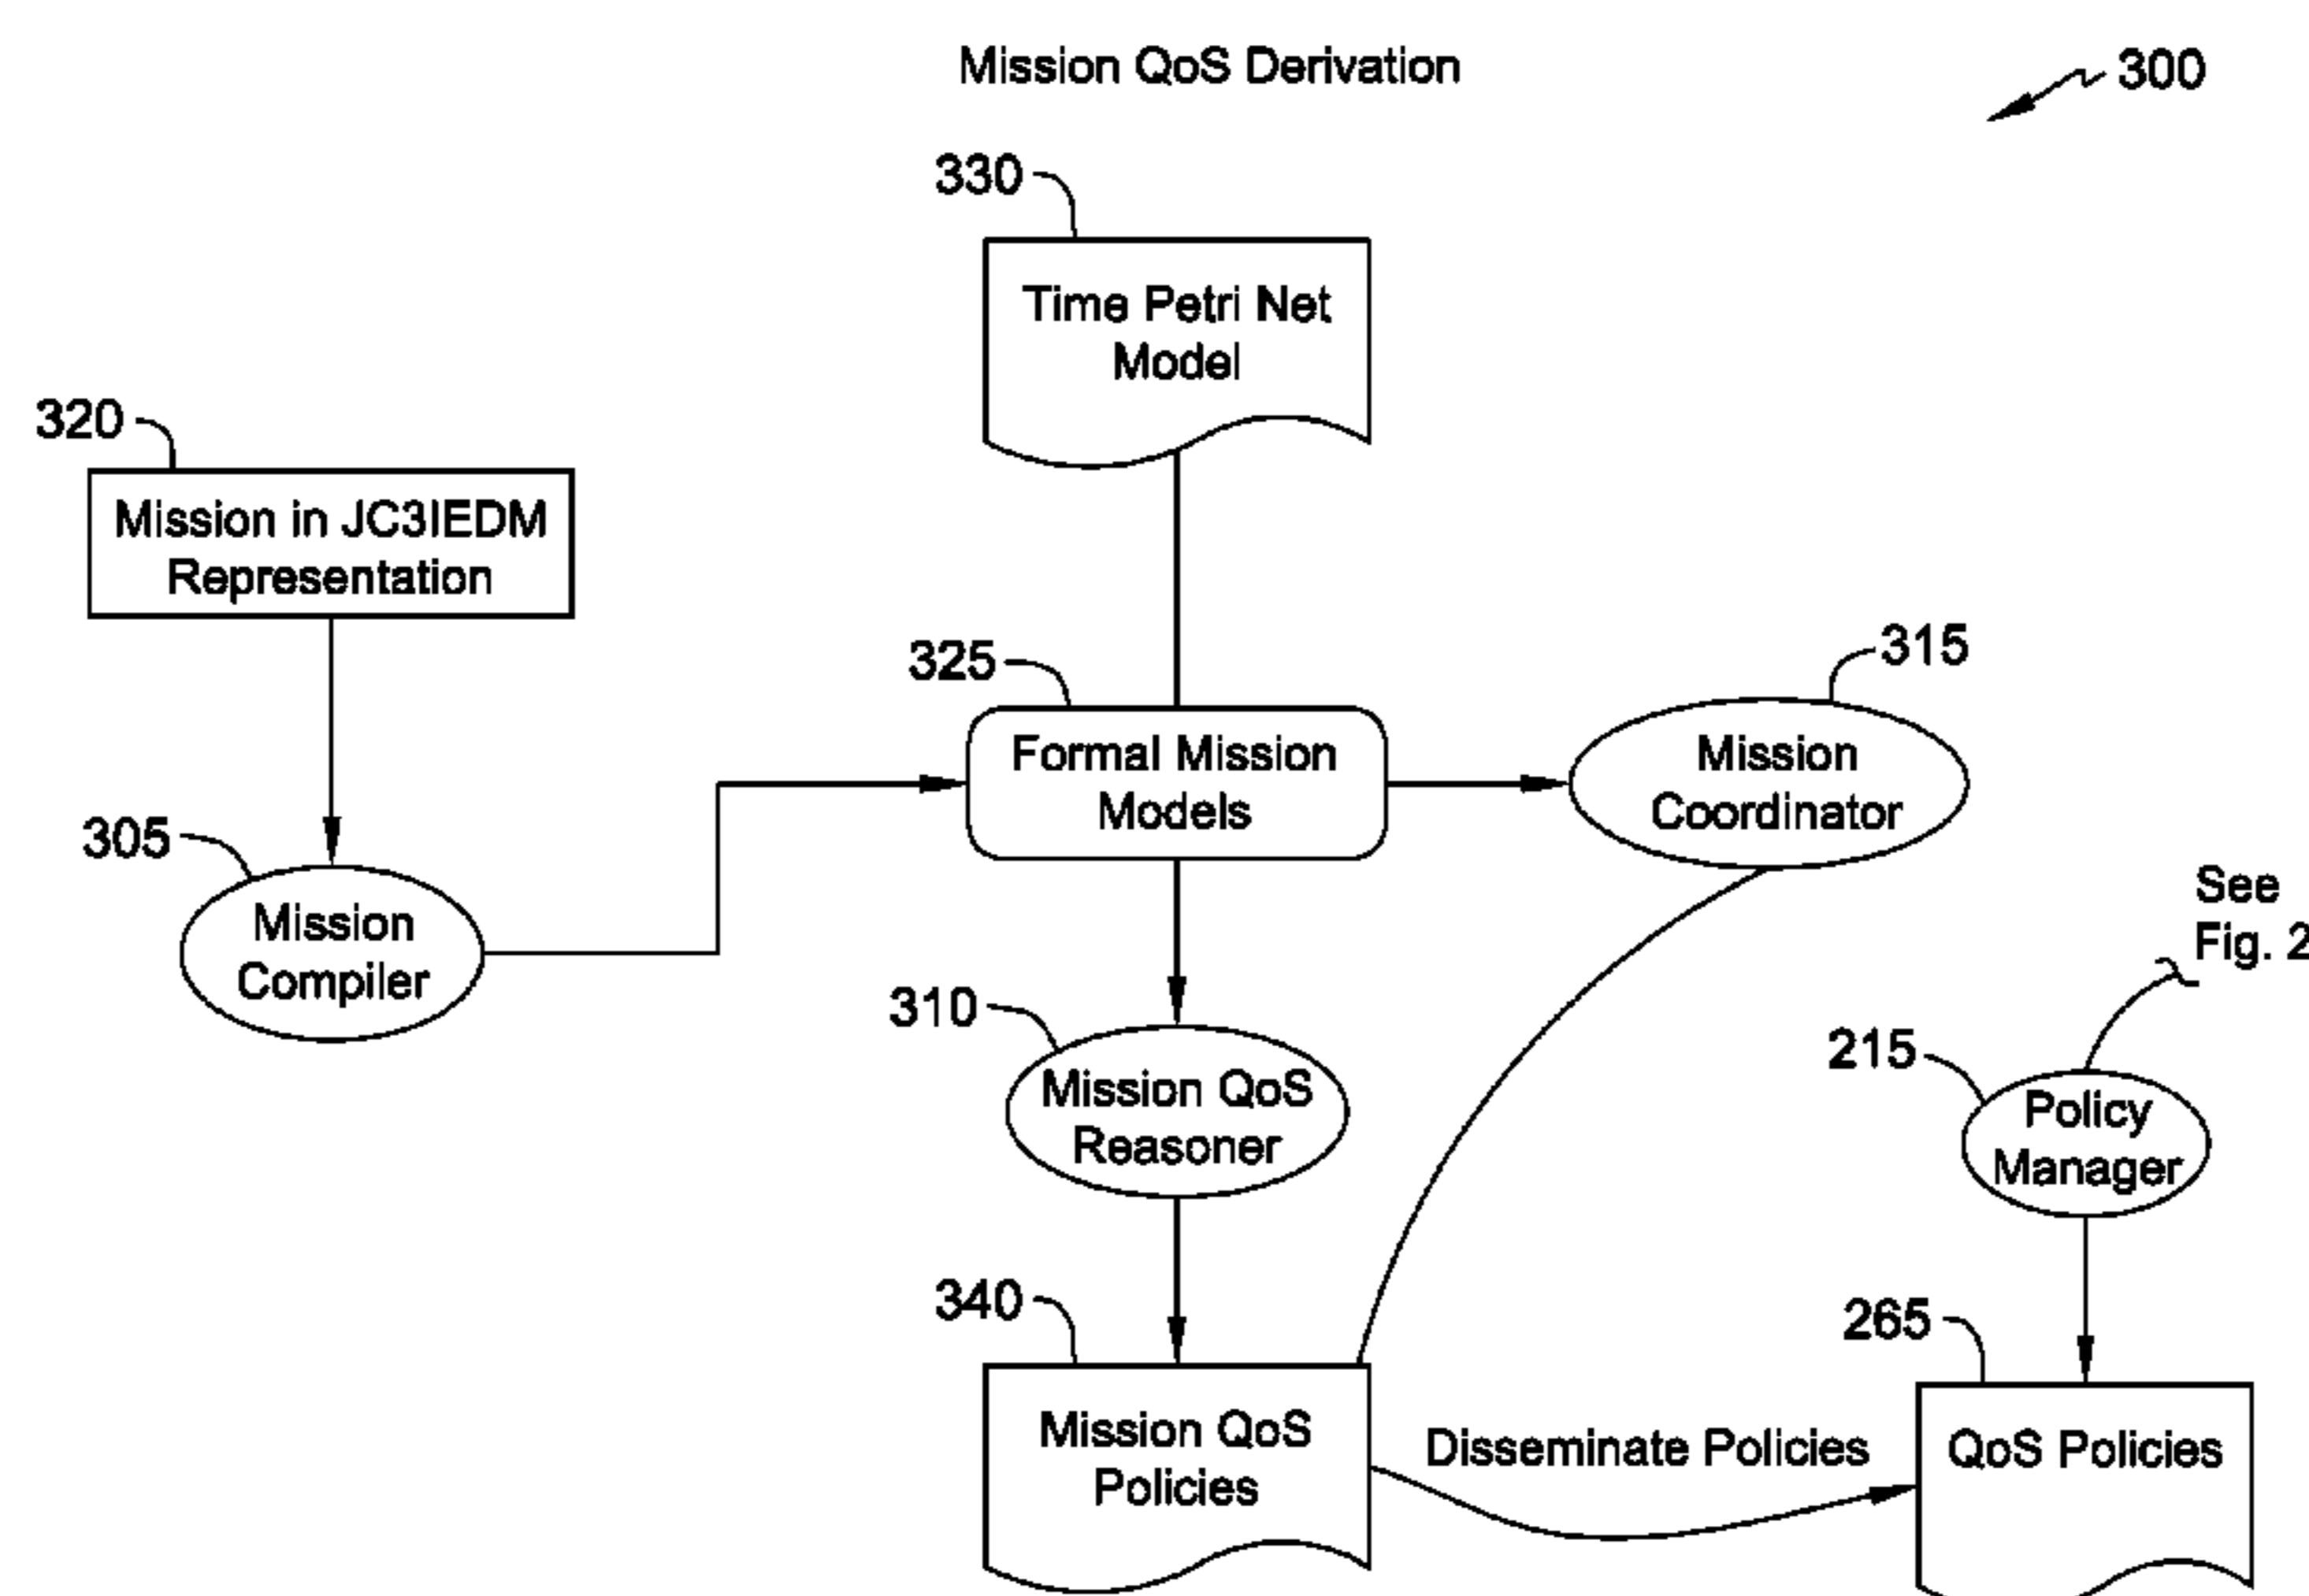 Mission QoS Derivation
300
330
Time Petri Net
Model
320
Mission in JC3IEDM
Representation
325
Formal Mission
Models
315
Mission
Coordinator
305
Mission
Compiler
See
Fig. 2
310
Mission QoS
Reasoner
215
Policy
Manager
340
Mission QoS
Policies
Disseminate Policies
265
QoS Policies